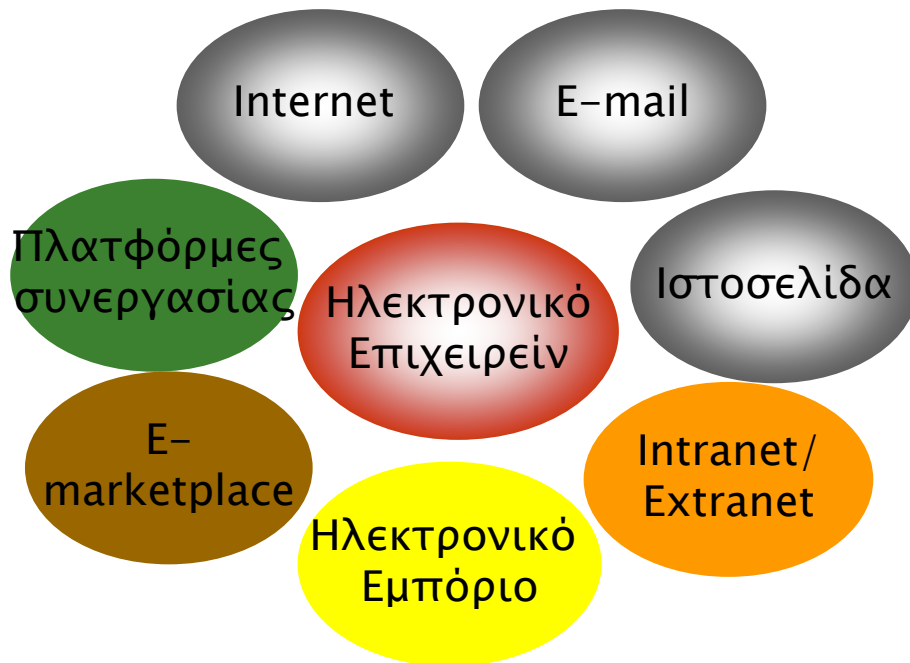 Internet
E-mail
Πλατφόρμες
συνεργασίας
Ηλεκτρονικό
Επιχειρείν
Ιστοσελίδα
E-
marketplace
Ηλεκτρονικό
Εμπόριο
Intranet/
Extranet